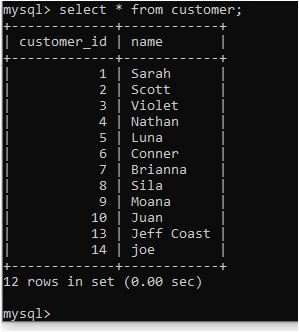 mysql> select * from customer;
+-------------+------------+
| customer_id | name       |
+-------------+------------+
|           1 | Sarah      |
|           2 | Scott      |
|           3 | Violet     |
|           4 | Nathan     |
|           5 | Luna       |
|           6 | Conner     |
|           7 | Brianna    |
|           8 | Sila       |
|           9 | Moana      |
|          10 | Juan       |
|          13 | Jeff Coast |
|          14 | joe        |
+-------------+------------+
12 rows in set (0.00 sec)
mysql>